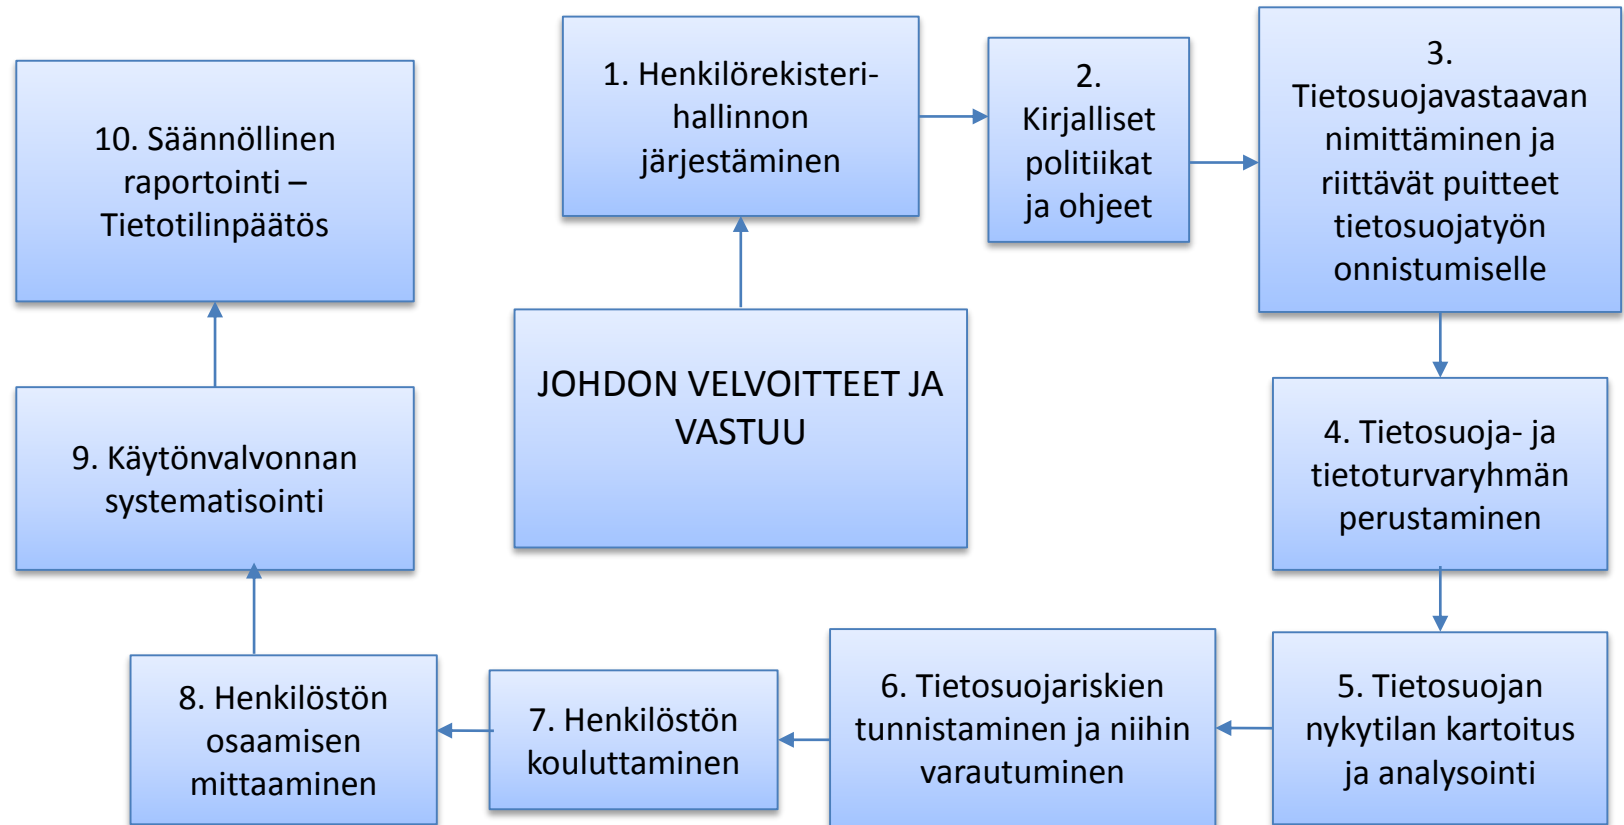 1. Henkilörekisteri-
hallinnon
järjestäminen
2.
Kirjalliset
politiikat
ja ohjeet
3.
Tietosuojavastaavan
nimittäminen ja
riittävät puitteet
tietosuojatyön
onnistumiselle
10. Säännöllinen
raportointi –
Tietotilinpäätös
JOHDON VELVOITTEET JA
VASTUU
4. Tietosuoja- ja
tietoturvaryhmän
perustaminen
9. Käytönvalvonnan
systematisointi
5. Tietosuojan
nykytilan kartoitus
ja analysointi
6. Tietosuojariskien
tunnistaminen ja niihin
varautuminen
7. Henkilöstön
kouluttaminen
8. Henkilöstön
osaamisen
mittaaminen